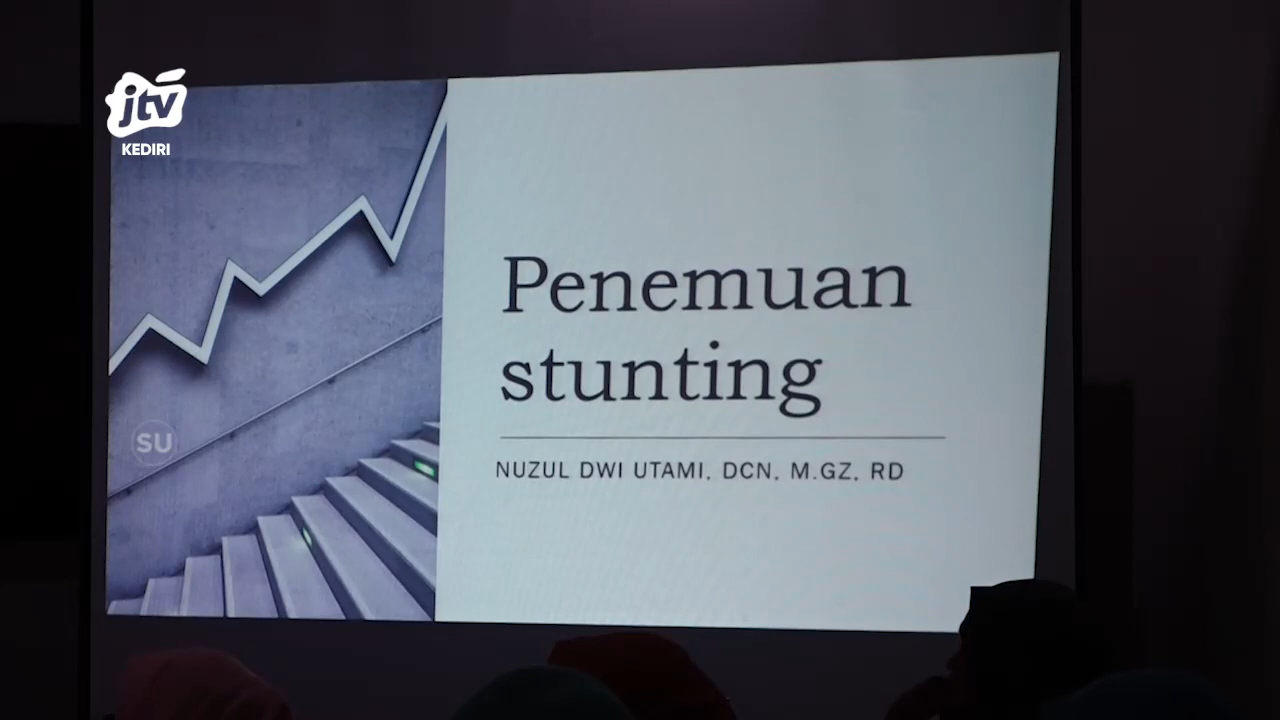 jtv
KEDIRI
SU
Penemuan
stunting
NUZUL DWI UTAMI, DCN, M.GZ, RD